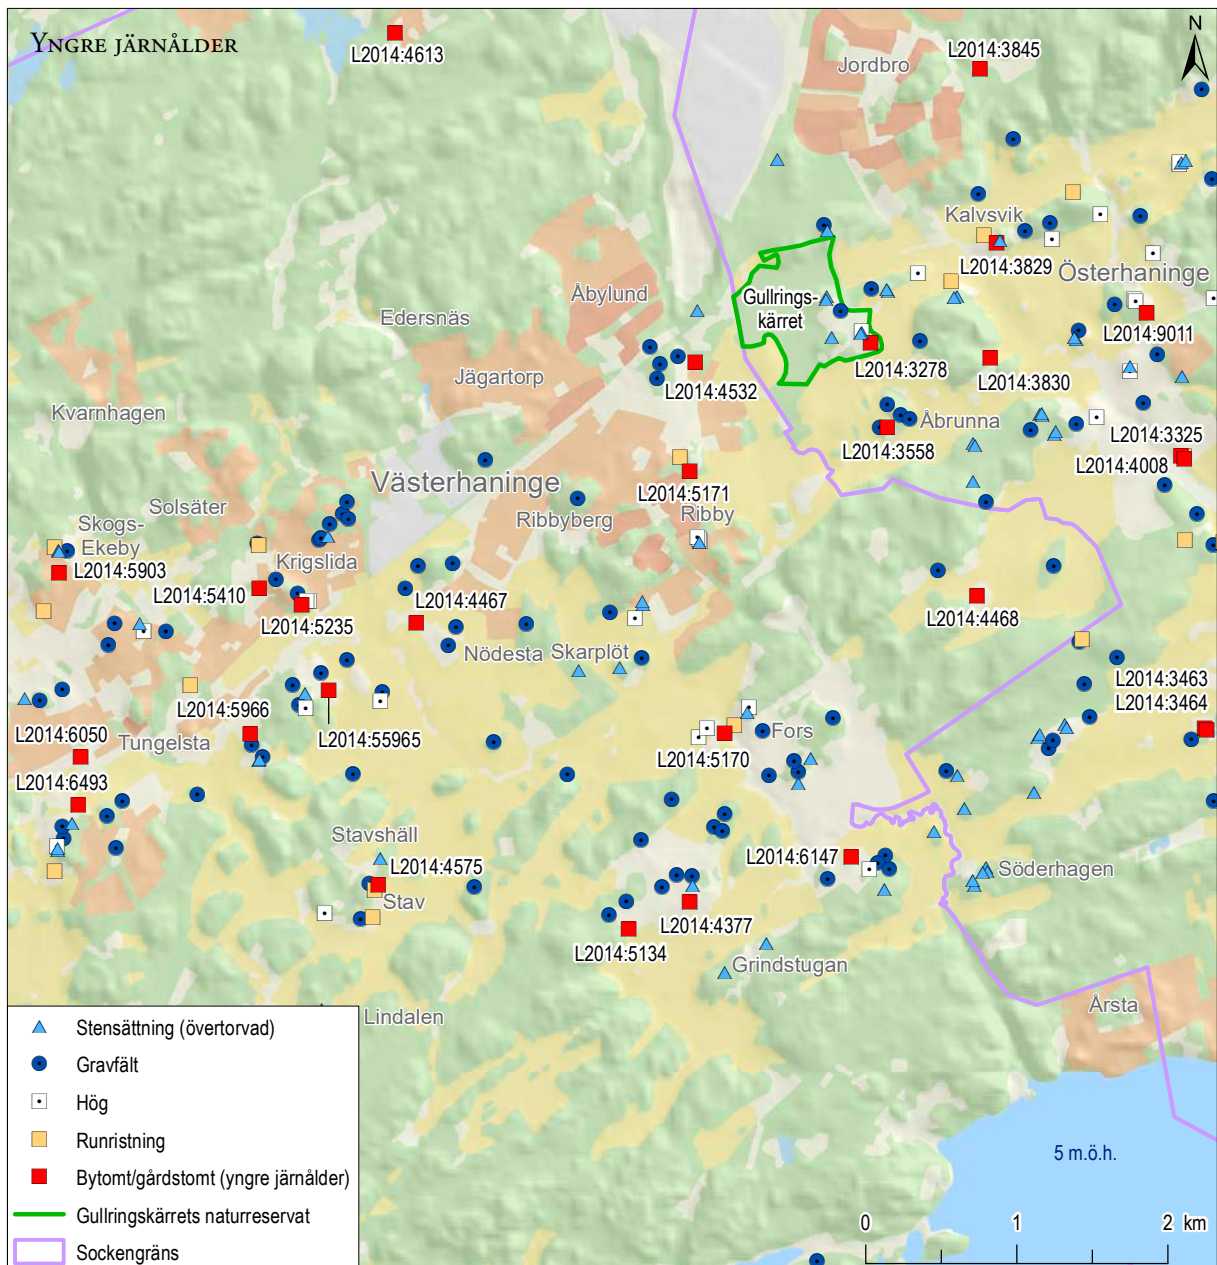 Yngre järnålder
L2014:4613
L2014:3845
N
Jordbro
Kalvsvik
L2014:3829
Österhaninge
Åbylund
Gullrings-
kärret
Edersnäs
L2014:9011
L2014:3278
L2014:3830
Jägartorp
L2014:4532
Kvarnhagen
Åbrunna
L2014:3325
L2014:3558
L2014:4008
Västerhaninge
L2014:5171
Solsäter
Ribbyberg
Ribby
Skogs-
Ekeby
L2014:5903
Krigslida
L2014:5410
L2014:4467
L2014:5235
L2014:4468
Nödesta
Skarplöt
L2014:3463
L2014:3464
L2014:5966
L2014:6050
Tungelsta
L2014:55965
Fors
L2014:5170
L2014:6493
Stavshäll
L2014:4575
L2014:6147
Söderhagen
Stav
L2014:4377
L2014:5134
Grindstugan
Lindalen
Årsta
Stensättning (övertorvad)
Gravfält
Hög
Runristning
Bytomt/gårdstomt (yngre järnålder)
Gullringskärrets naturreservat
Sockengräns
5 m.ö.h.
0 1 2 km